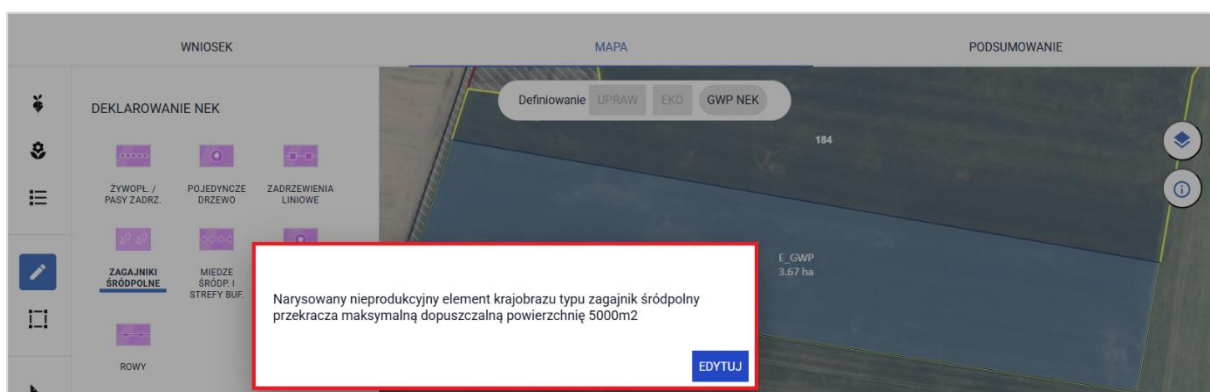 WNIOSEK
MAPA
PODSUMOWANIE
DEKLAROWANIE NEK
Definiowanie UPRAW EKO GWP NEK
184
ŻYWOPŁ. /
PASY ZADRZ.
POJEDYNCZE
DRZEWO
ZADRZEWIENIA
LINIOWE
ZAGAJNIKI
ŚRÓDPOLNE
MIEDZE
ŚRÓDP. I
STREFY BUF.
E_GWP
3.67 ha
Narysowany nieprodukcyjny element krajobrazu typu zagajnik śródpolny
przekracza maksymalną dopuszczalną powierzchnię 5000m2
EDYTUJ
ROWY